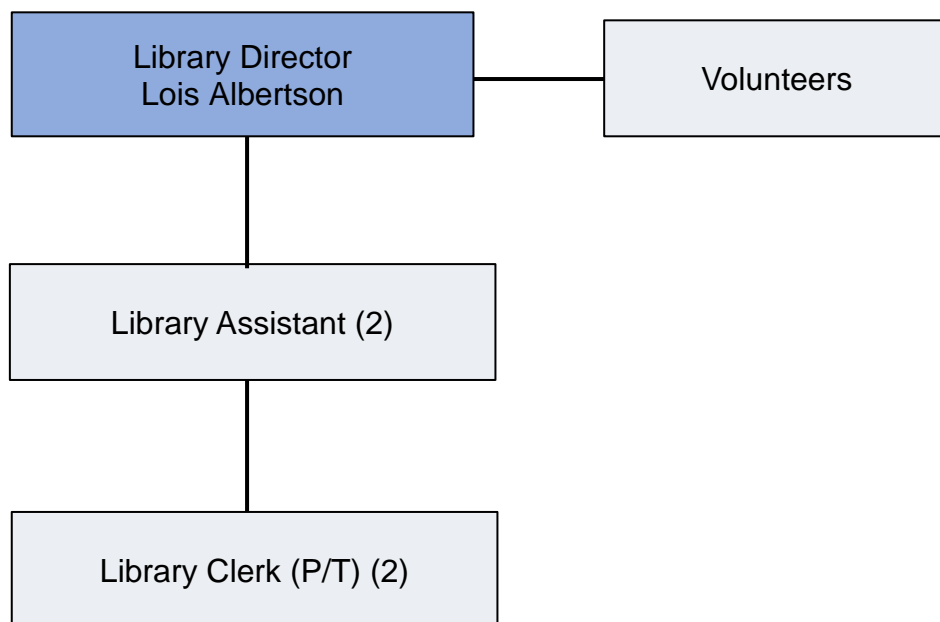 Library Director
Lois Albertson
Volunteers
Library Assistant (2)
Library Clerk (P/T) (2)